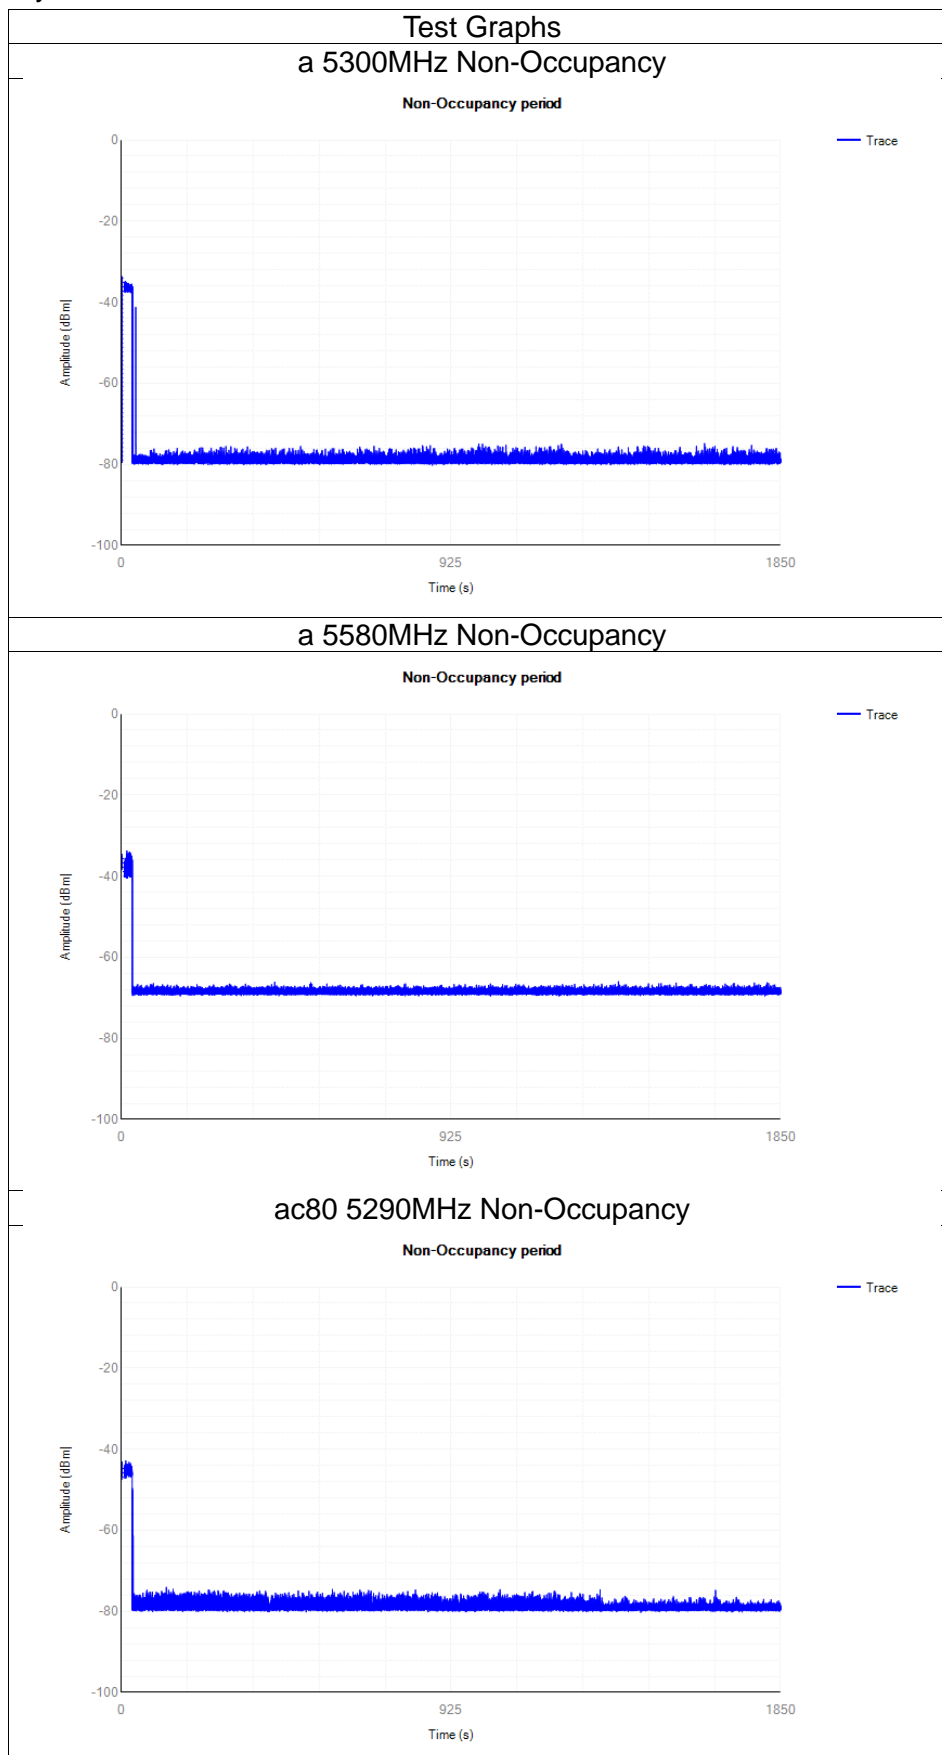 Test Graphs
a 5300MHz Non-Occupancy
Non-Occupancy period
Trace
0
-20
-40
-60
-80
-100
Amplitude [dBm]
0 925 1850
Time (s)
a 5580MHz Non-Occupancy
Non-Occupancy period
Trace
0
-20
-40
-60
-80
-100
Amplitude [dBm]
0 925 1850
Time (s)
ac80 5290MHz Non-Occupancy
Non-Occupancy period
Trace
0
-20
-40
-60
-80
-100
Amplitude [dBm]
0 925 1850
Time (s)